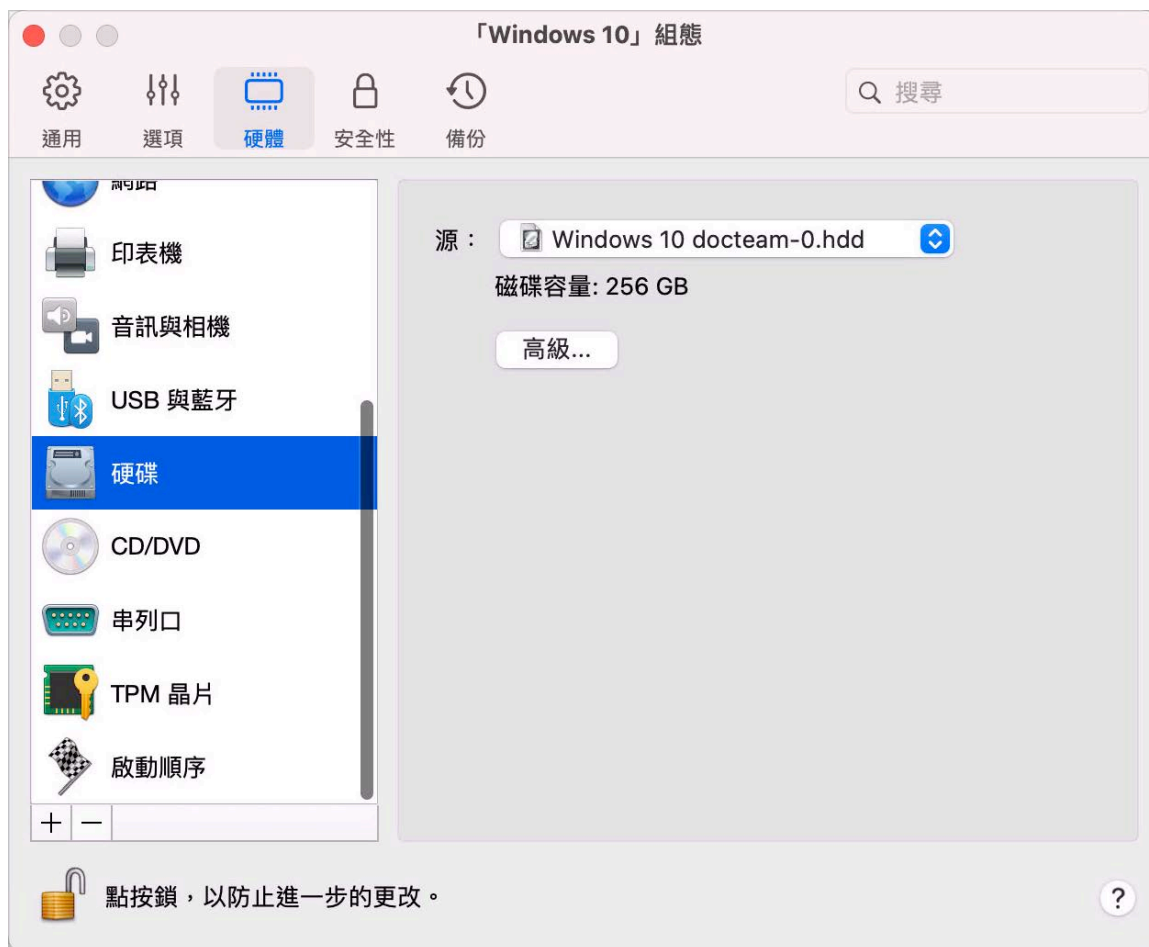 「Windows 10」組態
通用
選項
硬體
安全性
備份
搜尋
網路
印表機
音訊與相機
USB 與藍牙
硬碟
CD/DVD
串列口
TPM 晶片
啟動順序
源：
Windows 10 docteam-0.hdd
磁碟容量: 256 GB
高級...
點按鎖，以防止進一步的更改。
?